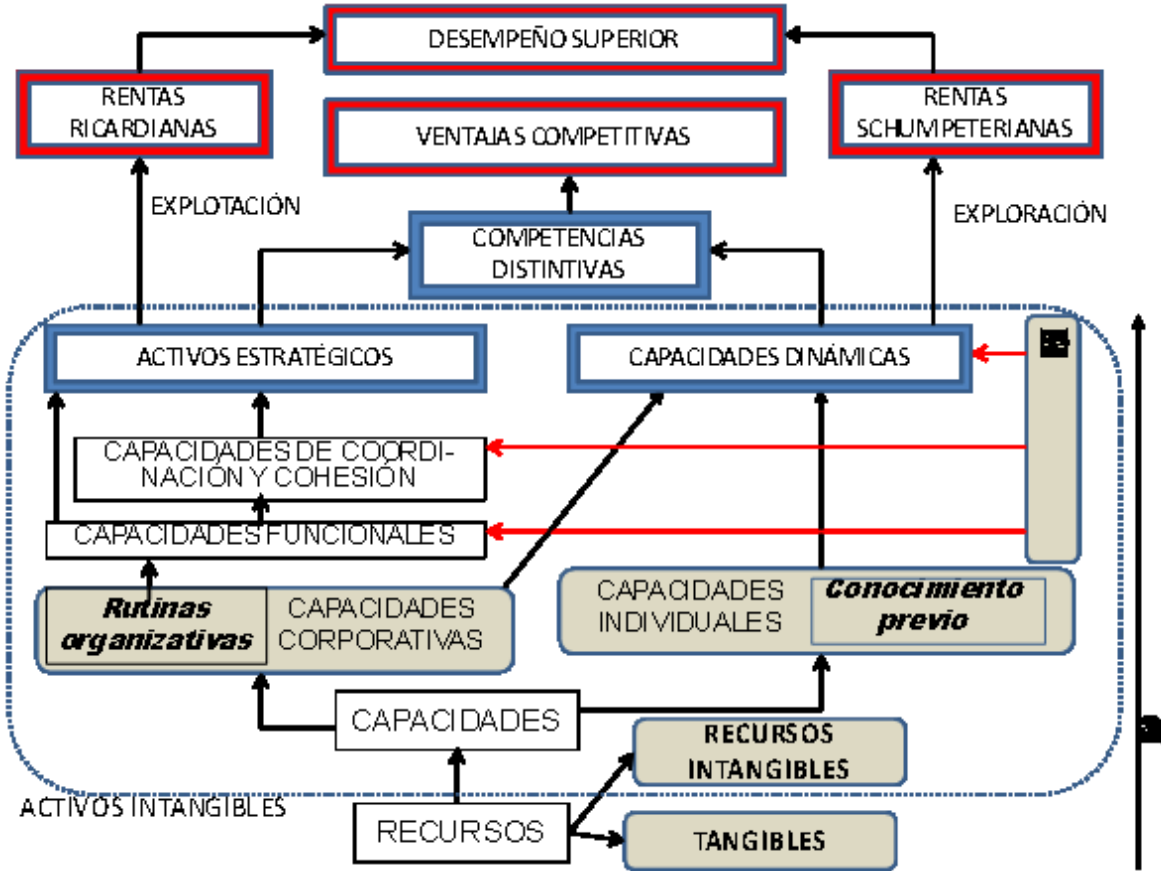 DESEMPEÑO SUPERIOR
RENTAS
RICARDIANAS
VENTAJAS COMPETITIVAS
RENTAS
SCHUMPETERIANAS
EXPLOTACIÓN
EXPLORACIÓN
COMPETENCIAS
DISTINTIVAS
ACTIVOS ESTRATÉGICOS
CAPACIDADES DINÁMICAS
CAPACIDADES DE COORDI-
NACIÓN Y COHESIÓN
CAPACIDADES FUNCIONALES
Rutinas
organizativas
CAPACIDADES
CORPORATIVAS
CAPACIDADES
INDIVIDUALES
Conocimiento
previo
CAPACIDADES
RECURSOS
INTANGIBLES
ACTIVOS INTANGIBLES
RECURSOS
TANGIBLES